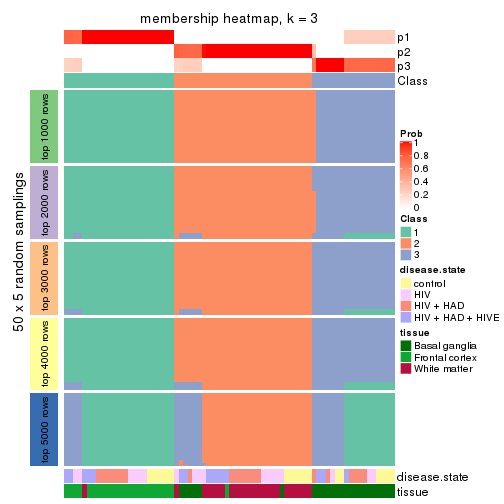 membership heatmap, k = 3
p1
p2
p3
Class
50 x 5 random samplings
top 1000 rows
top 2000 rows
top 3000 rows
top 4000 rows
top 5000 rows
Prob
1
0.8
0.6
0.4
0.2
0
Class
1
2
3
disease.state
control
HIV
HIV + HAD
HIV + HAD + HIVE
tissue
Basal ganglia
Frontal cortex
White matter
disease.state
tissue